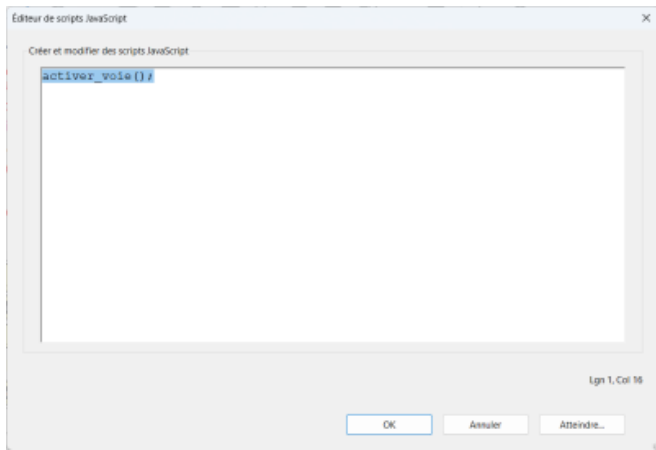 Éditeur de scripts JavaScript
Créer et modifier des scripts JavaScript
activer_voie();
Lgn 1, Col 16
OK
Annuler
Atteindre...